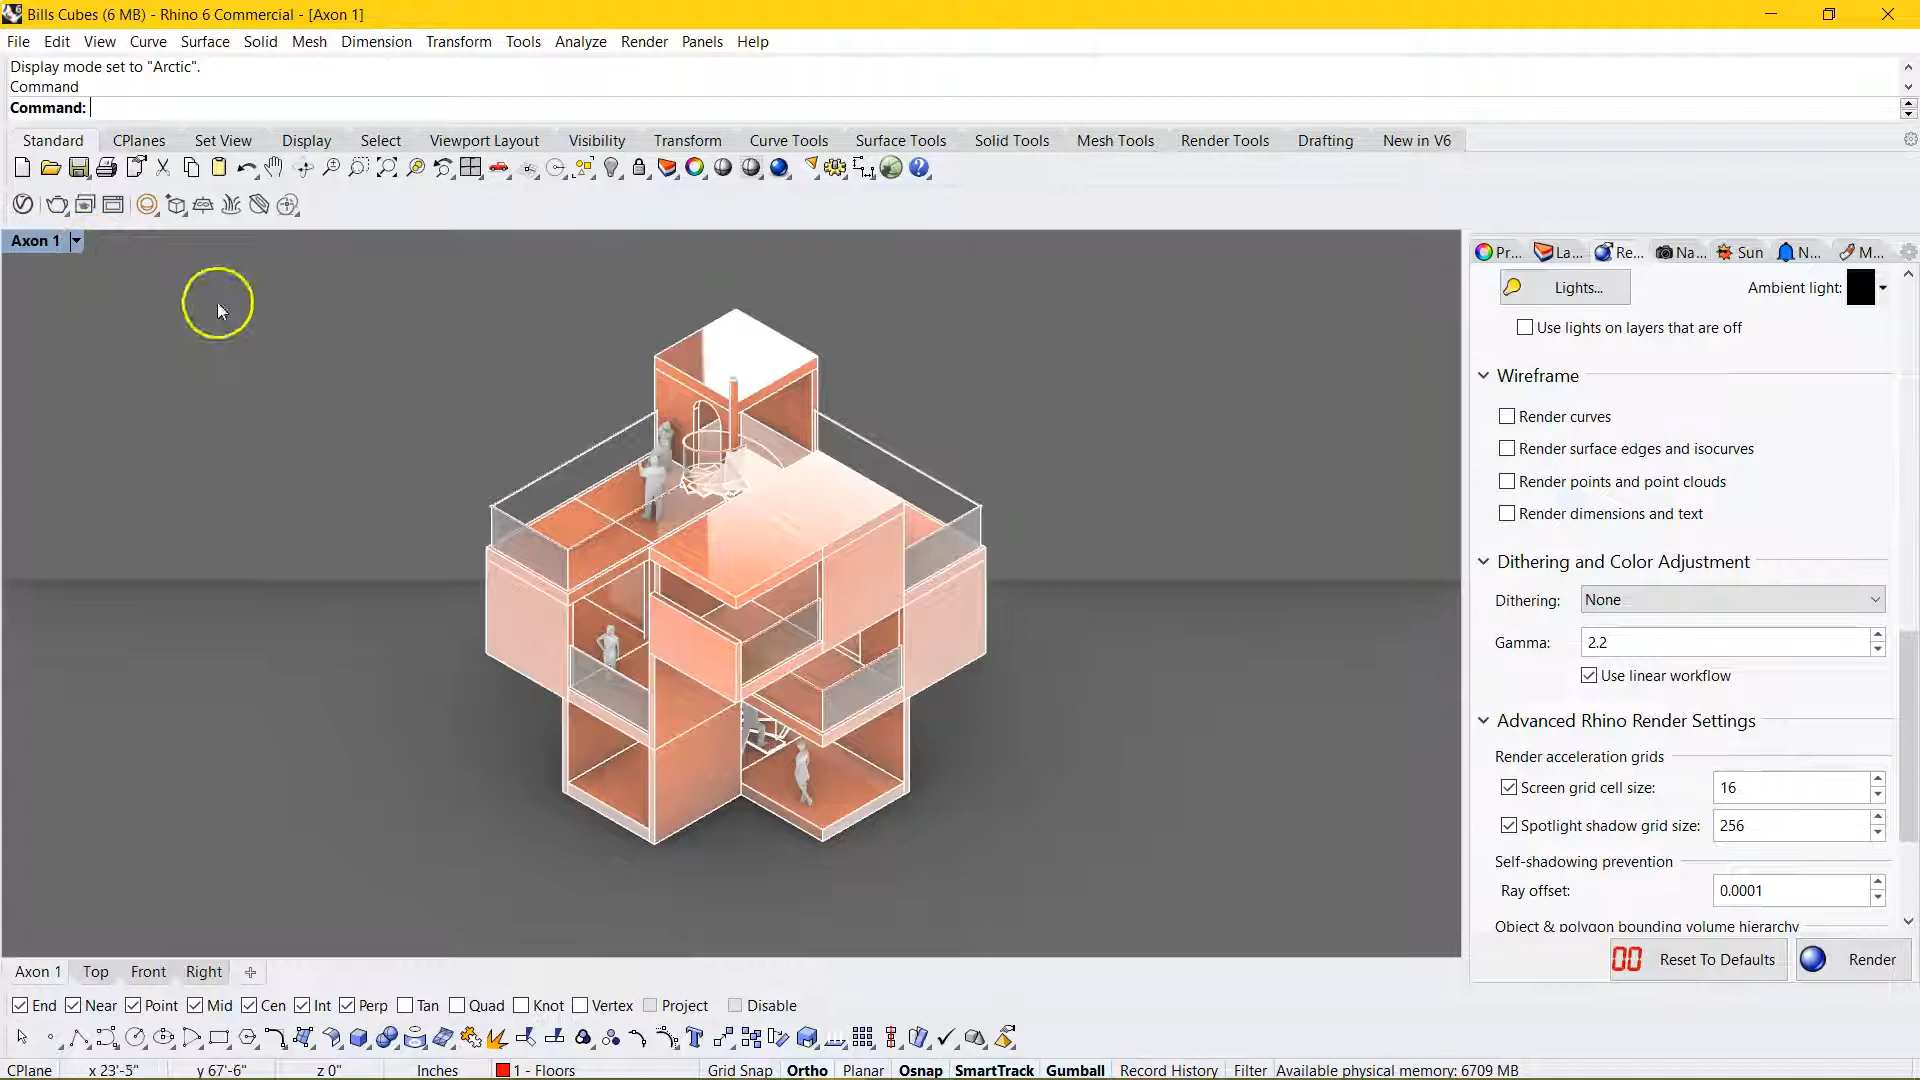 Bills Cubes (6 MB) - Rhino 6 Commercial - [Axon 1]
File Edit View Curve Surface Solid Mesh Dimension Transform Tools Analyze Render Panels Help
Display mode set to "Arctic".
Command
Command:
Standard CPlanes Set View Display Select Viewport Layout Visibility Transform Curve Tools Surface Tools Solid Tools Mesh Tools Render Tools Drafting New in V6
Axon 1
Pr... La... Re... Na... Sun N... M...
Lights... Ambient light:
Use lights on layers that are off
Wireframe
Render curves
Render surface edges and isocurves
Render points and point clouds
Render dimensions and text
Dithering and Color Adjustment
Dithering: None
Gamma: 2.2
Use linear workflow
Advanced Rhino Render Settings
Render acceleration grids
Screen grid cell size: 16
Spotlight shadow grid size: 256
Self-shadowing prevention
Ray offset: 0.0001
Object & polygon bounding volume hierarchy
Reset To Defaults Render
Axon 1 Top Front Right
End Near Point Mid Cen Int Perp Tan Quad Knot Vertex Project Disable
CPlane x 23'-5" y 67'-6" z 0" Inches 1 - Floors Grid Snap Ortho Planar Osnap SmartTrack Gumball Record History Filter Available physical memory: 6709 MB